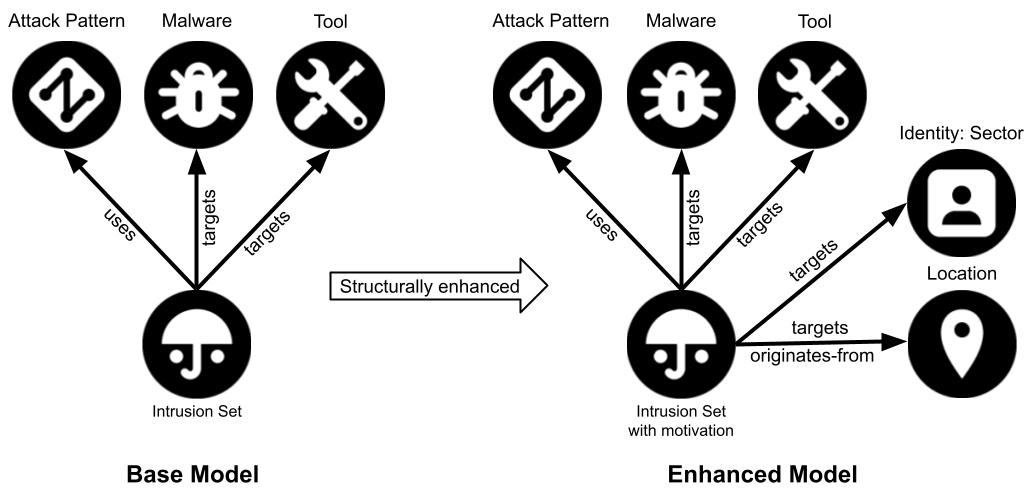 Attack Pattern
Malware
Tool
uses
targets
targets
Intrusion Set
Base Model
Structurally enhanced
Attack Pattern
Malware
Tool
Identity: Sector
uses
targets
targets
targets
Location
targets
originates-from
Intrusion Set
with motivation
Enhanced Model